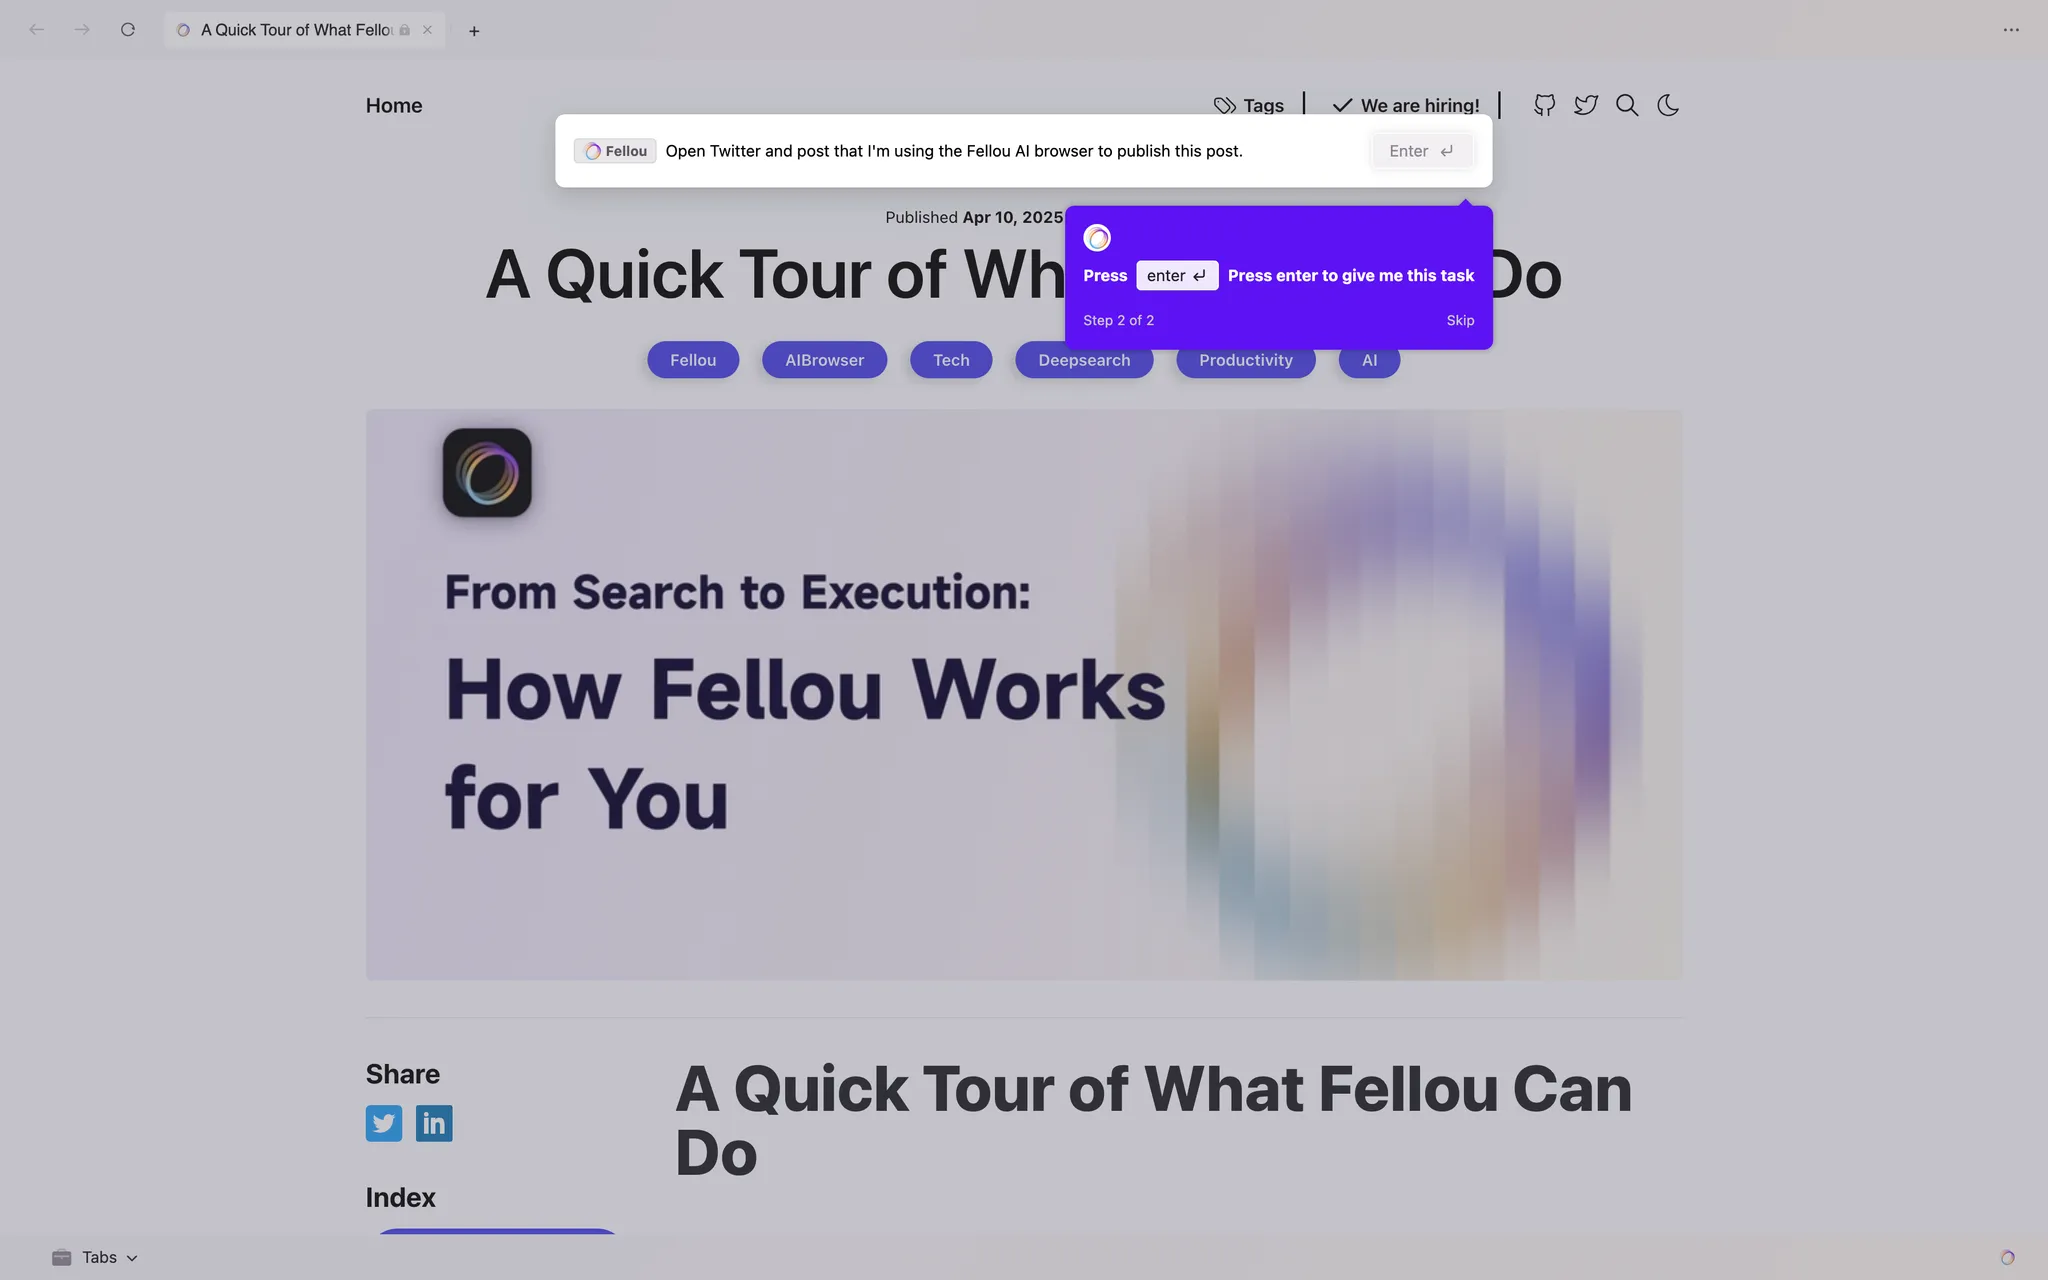 A Quick Tour of What Fello
Home
Tags
We are hiring!
Fellou Open Twitter and post that I'm using the Fellou AI browser to publish this post.
Enter
Published Apr 10, 2025
Press enter Press enter to give me this task
Step 2 of 2 Skip
A Quick Tour of Wh Do
Fellou AIBrowser Tech Deepsearch Productivity AI
From Search to Execution:
How Fellou Works
for You
Share
in
Index
A Quick Tour of What Fellou Can
Do
Tabs